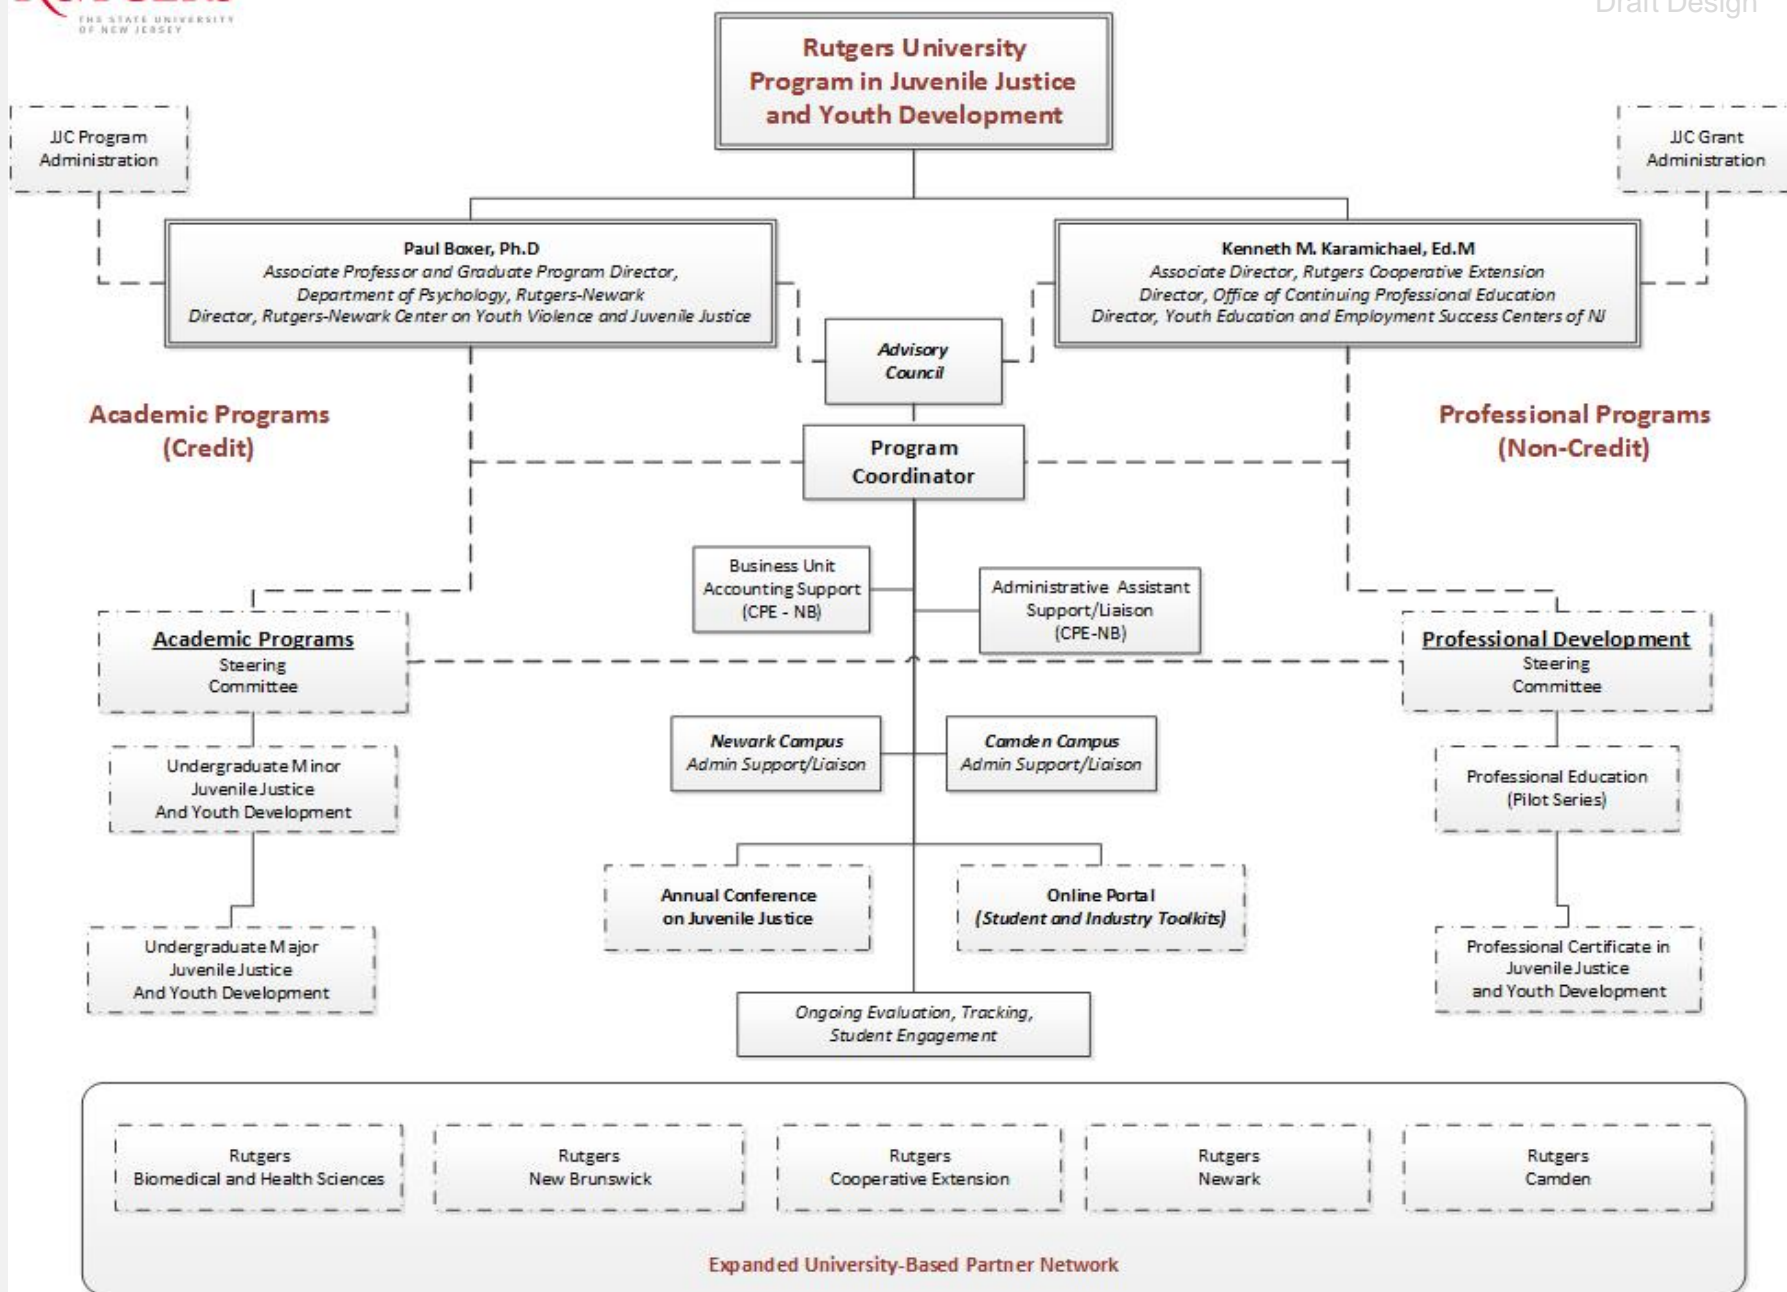 THE STATE UNIVERSITY
OF NEW JERSEY
Draft Design
Rutgers University
Program in Juvenile Justice
and Youth Development
JJC Program
Administration
JJC Grant
Administration
Paul Boxer, Ph.D
Associate Professor and Graduate Program Director,
Department of Psychology, Rutgers-Newark
Director, Rutgers-Newark Center on Youth Violence and Juvenile Justice
Kenneth M. Karamichael, Ed.M
Associate Director, Rutgers Cooperative Extension
Director, Office of Continuing Professional Education
Director, Youth Education and Employment Success Centers of NJ
Advisory
Council
Academic Programs
(Credit)
Professional Programs
(Non-Credit)
Program
Coordinator
Business Unit
Accounting Support
(CPE - NB)
Administrative Assistant
Support/Liaison
(CPE-NB)
Academic Programs
Steering
Committee
Professional Development
Steering
Committee
Newark Campus
Admin Support/Liaison
Camden Campus
Admin Support/Liaison
Undergraduate Minor
Juvenile Justice
And Youth Development
Professional Education
(Pilot Series)
Annual Conference
on Juvenile Justice
Online Portal
(Student and Industry Toolkits)
Undergraduate Major
Juvenile Justice
And Youth Development
Professional Certificate in
Juvenile Justice
and Youth Development
Ongoing Evaluation, Tracking,
Student Engagement
Rutgers
Biomedical and Health Sciences
Rutgers
New Brunswick
Rutgers
Cooperative Extension
Rutgers
Newark
Rutgers
Camden
Expanded University-Based Partner Network